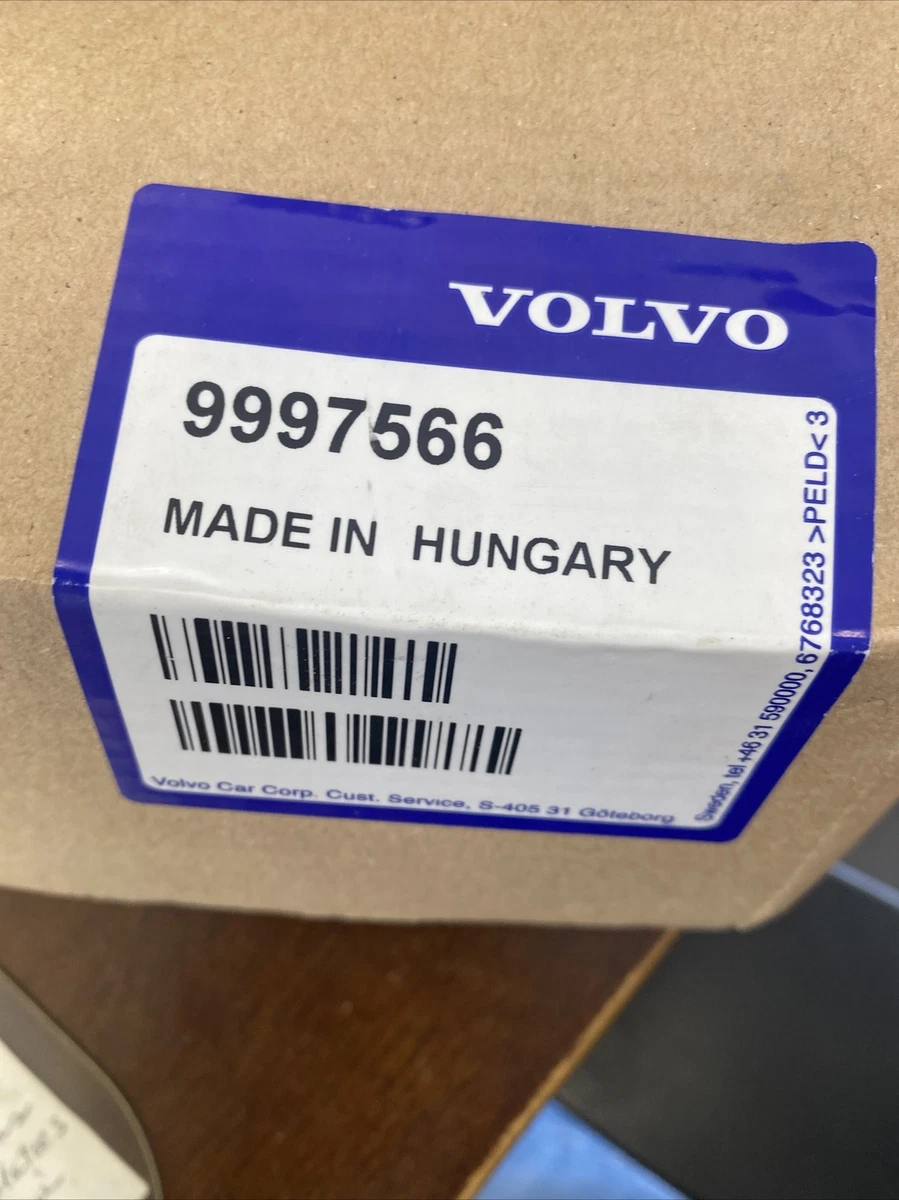 VOLVO
9997566
MADE IN HUNGARY
Volvo Car Corp. Cust. Service, S-405 31 Göteborg
Sweden, tel +46 31 590000, 6768323 >PELD< 3